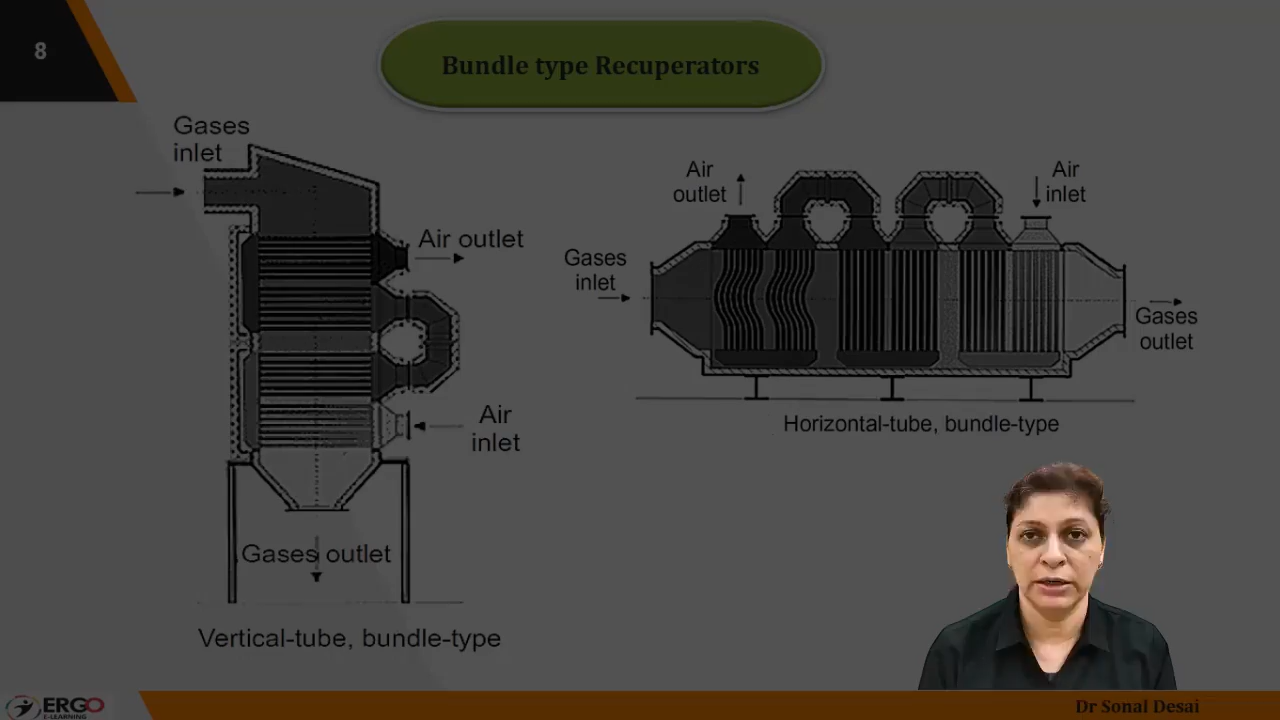 8
Bundle type Recuperators
Gases
inlet
Air outlet
Air
inlet
Gases outlet
Vertical-tube, bundle-type
Air
outlet
Air
inlet
Gases
inlet
Gases
outlet
Horizontal-tube, bundle-type
ERGO
E-LEARNING
Dr Sonal Desai